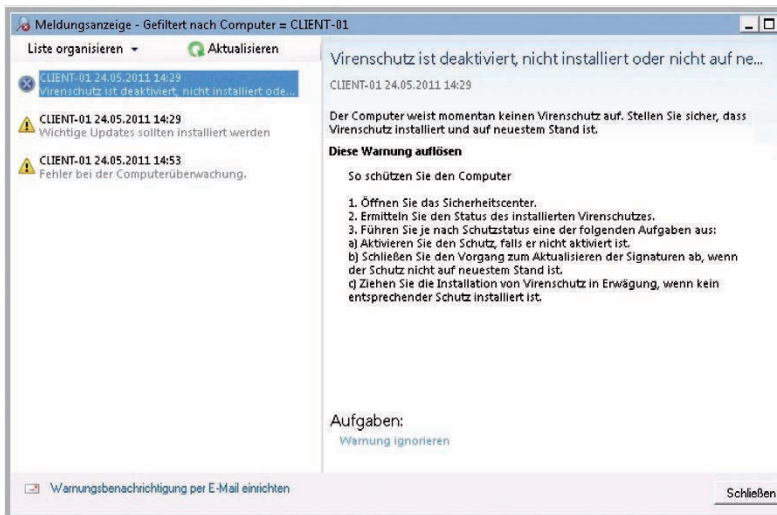 Meldungsanzeige - Gefiltert nach Computer = CLIENT-01
Liste organisieren
Aktualisieren
CLIENT-01 24.05.2011 14:29
Virenschutz ist deaktiviert, nicht installiert ode...
CLIENT-01 24.05.2011 14:29
Wichtige Updates sollten installiert werden
CLIENT-01 24.05.2011 14:53
Fehler bei der Computerüberwachung.
Virenschutz ist deaktiviert, nicht installiert oder nicht auf ne...
CLIENT-01 24.05.2011 14:29
Der Computer weist momentan keinen Virenschutz auf. Stellen Sie sicher, dass
Virenschutz installiert und auf neuestem Stand ist.
Diese Warnung auflösen
So schützen Sie den Computer
1. Öffnen Sie das Sicherheitscenter.
2. Ermitteln Sie den Status des installierten Virenschutzes.
3. Führen Sie je nach Schutzstatus eine der folgenden Aufgaben aus:
a) Aktivieren Sie den Schutz, falls er nicht aktiviert ist.
b) Schließen Sie den Vorgang zum Aktualisieren der Signaturen ab, wenn
der Schutz nicht auf neuestem Stand ist.
c) Ziehen Sie die Installation von Virenschutz in Erwägung, wenn kein
entsprechender Schutz installiert ist.
Aufgaben:
Warnung ignorieren
Warnungsbenachrichtigung per E-Mail einrichten
Schließen